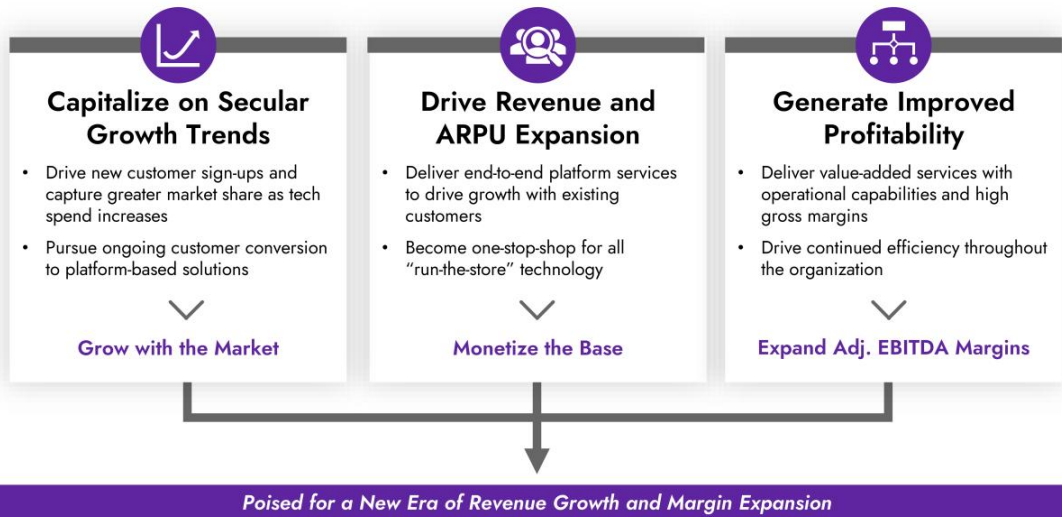 Capitalize on Secular
Growth Trends
• Drive new customer sign-ups and
capture greater market share as tech
spend increases
• Pursue ongoing customer conversion
to platform-based solutions
Grow with the Market
Drive Revenue and
ARPU Expansion
• Deliver end-to-end platform services
to drive growth with existing
customers
• Become one-stop-shop for all
“run-the-store” technology
Monetize the Base
Generate Improved
Profitability
• Deliver value-added services with
operational capabilities and high
gross margins
• Drive continued efficiency throughout
the organization
Expand Adj. EBITDA Margins
Poised for a New Era of Revenue Growth and Margin Expansion